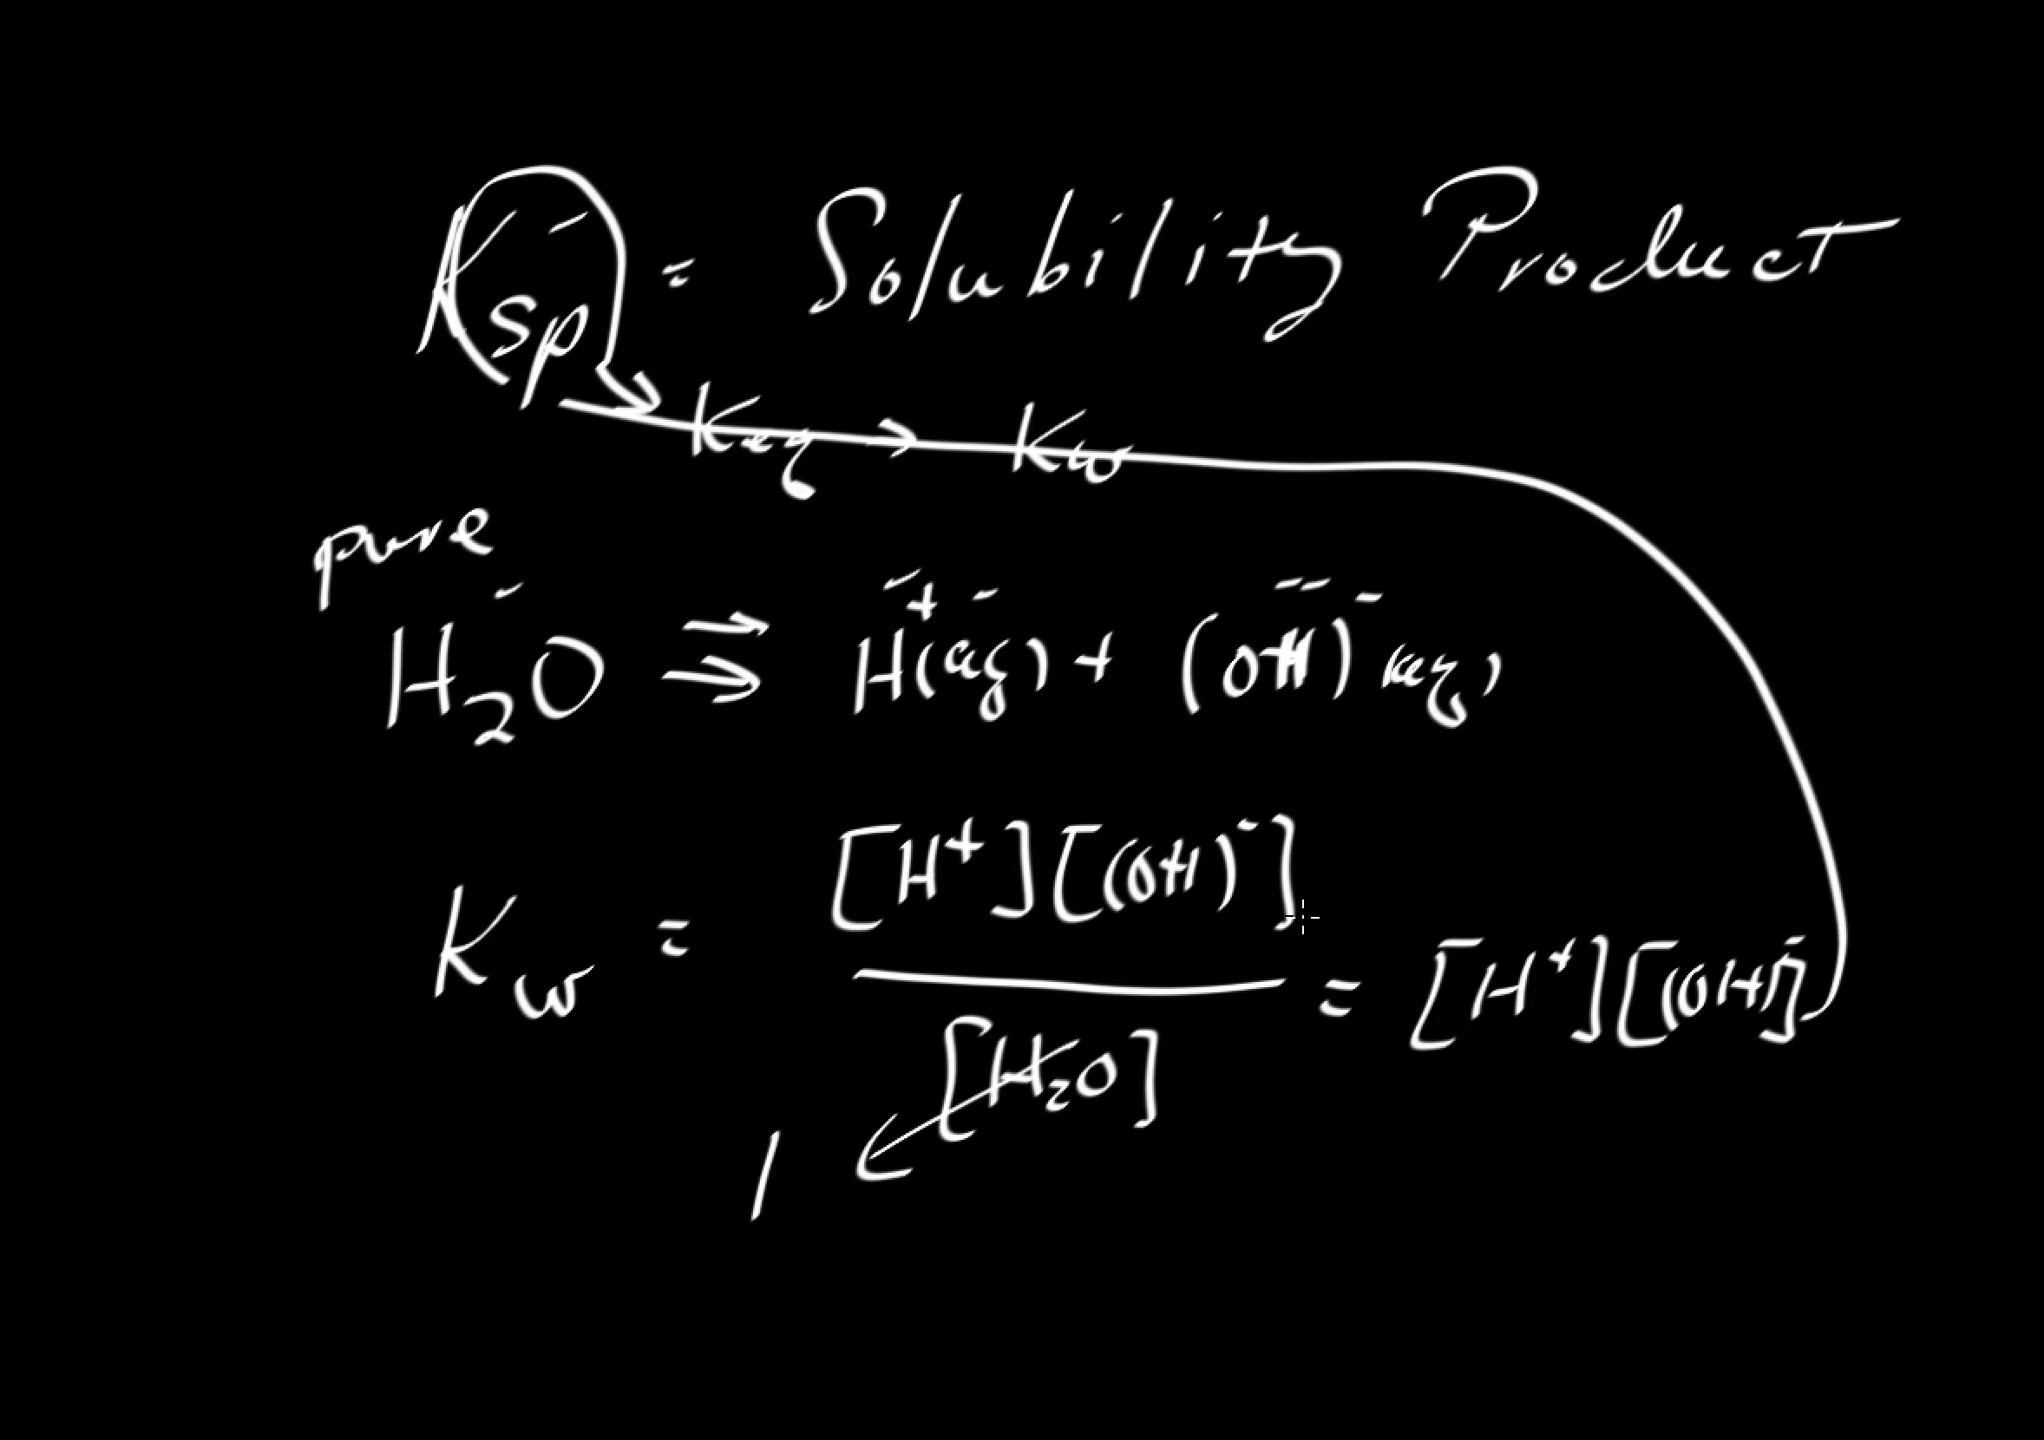 Ksp = Solubility Product
Keq → Kw
pure
H₂O ⇉ H⁺(aq) + (OH)⁻(aq)
Kw = [H⁺][(OH)⁻] / [H₂O] = [H⁺][(OH)⁻]
1